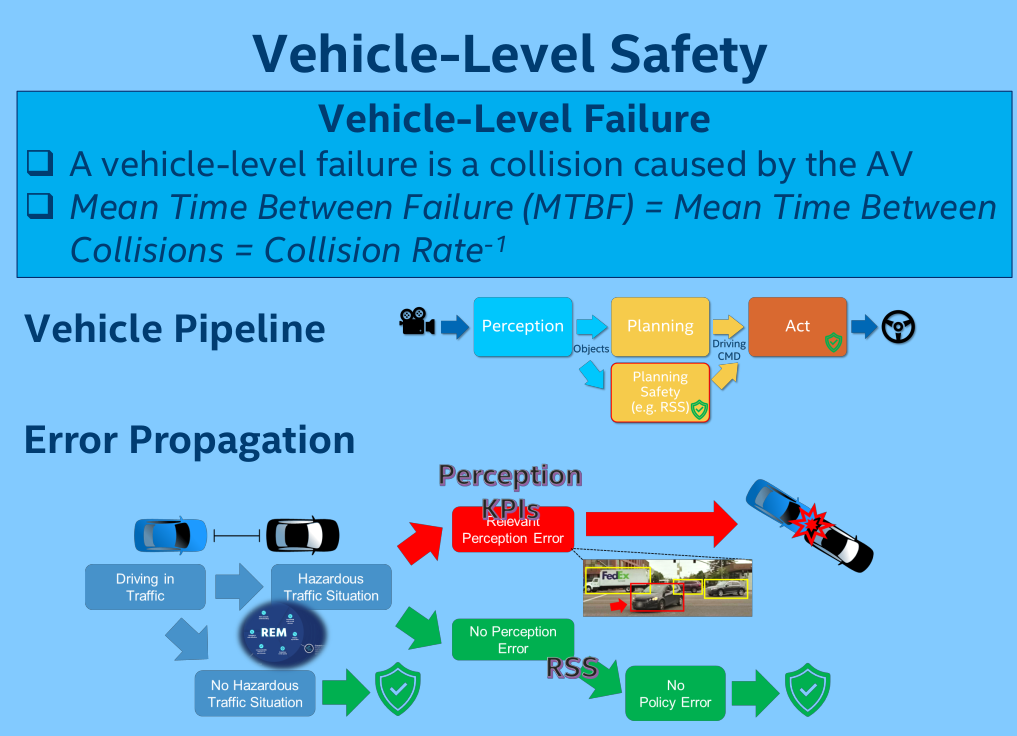 Vehicle-Level Safety
Vehicle-Level Failure
❑ A vehicle-level failure is a collision caused by the AV
❑ Mean Time Between Failure (MTBF) = Mean Time Between
Collisions = Collision Rate⁻¹
Vehicle Pipeline
Perception
Objects
Planning
Driving
CMD
Act
Planning
Safety
(e.g. RSS)
Error Propagation
Perception
KPIs
Relevant
Perception Error
FedEx
Driving in
Traffic
Hazardous
Traffic Situation
REM
No Perception
Error
RSS
No Hazardous
Traffic Situation
No
Policy Error